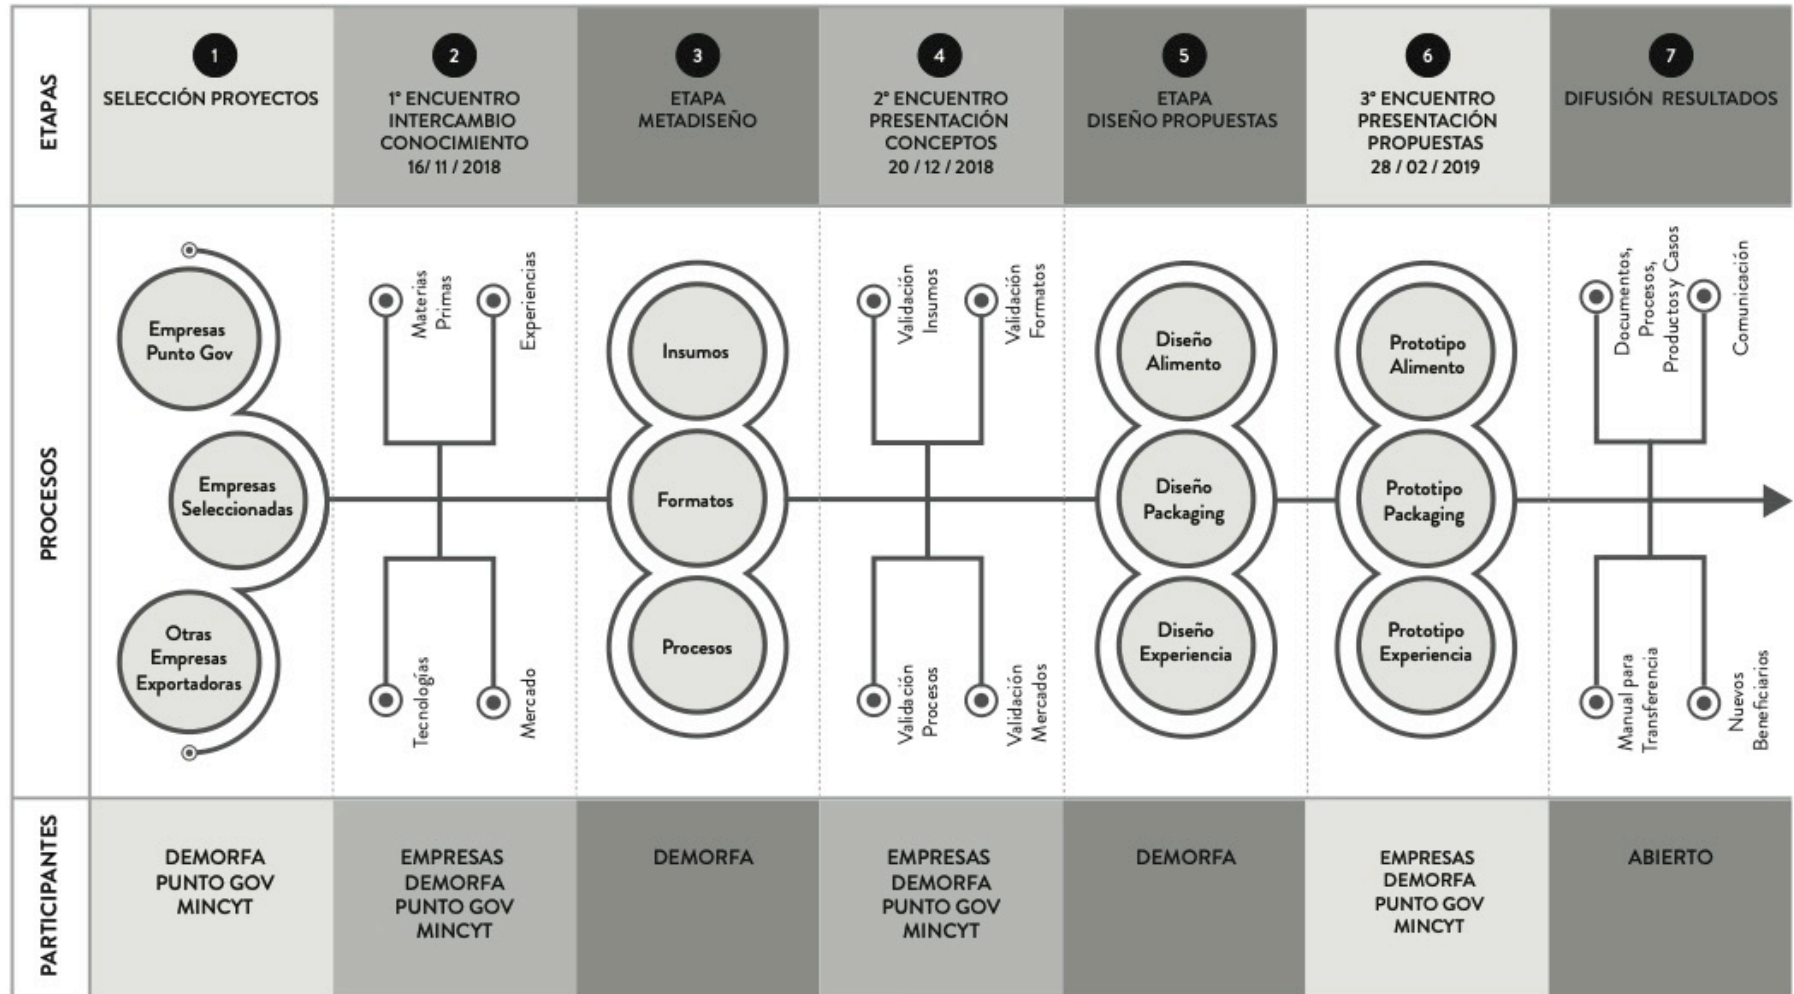 ETAPAS
1
SELECCIÓN PROYECTOS
2
1° ENCUENTRO
INTERCAMBIO
CONOCIMIENTO
16/ 11 / 2018
3
ETAPA
METADISEÑO
4
2° ENCUENTRO
PRESENTACIÓN
CONCEPTOS
20 / 12 / 2018
5
ETAPA
DISEÑO PROPUESTAS
6
3° ENCUENTRO
PRESENTACIÓN
PROPUESTAS
28 / 02 / 2019
7
DIFUSIÓN RESULTADOS
PROCESOS
Empresas
Punto Gov
Empresas
Seleccionadas
Otras
Empresas
Exportadoras
Materias
Primas
Experiencias
Tecnologías
Mercado
Insumos
Formatos
Procesos
Validación
Insumos
Validación
Formatos
Validación
Procesos
Validación
Mercados
Diseño
Alimento
Diseño
Packaging
Diseño
Experiencia
Prototipo
Alimento
Prototipo
Packaging
Prototipo
Experiencia
Documentos,
Procesos,
Productos y Casos
Comunicación
Manual para
Transferencia
Nuevos
Beneficiarios
PARTICIPANTES
DEMORFA
PUNTO GOV
MINCYT
EMPRESAS
DEMORFA
PUNTO GOV
MINCYT
DEMORFA
EMPRESAS
DEMORFA
PUNTO GOV
MINCYT
DEMORFA
EMPRESAS
DEMORFA
PUNTO GOV
MINCYT
ABIERTO